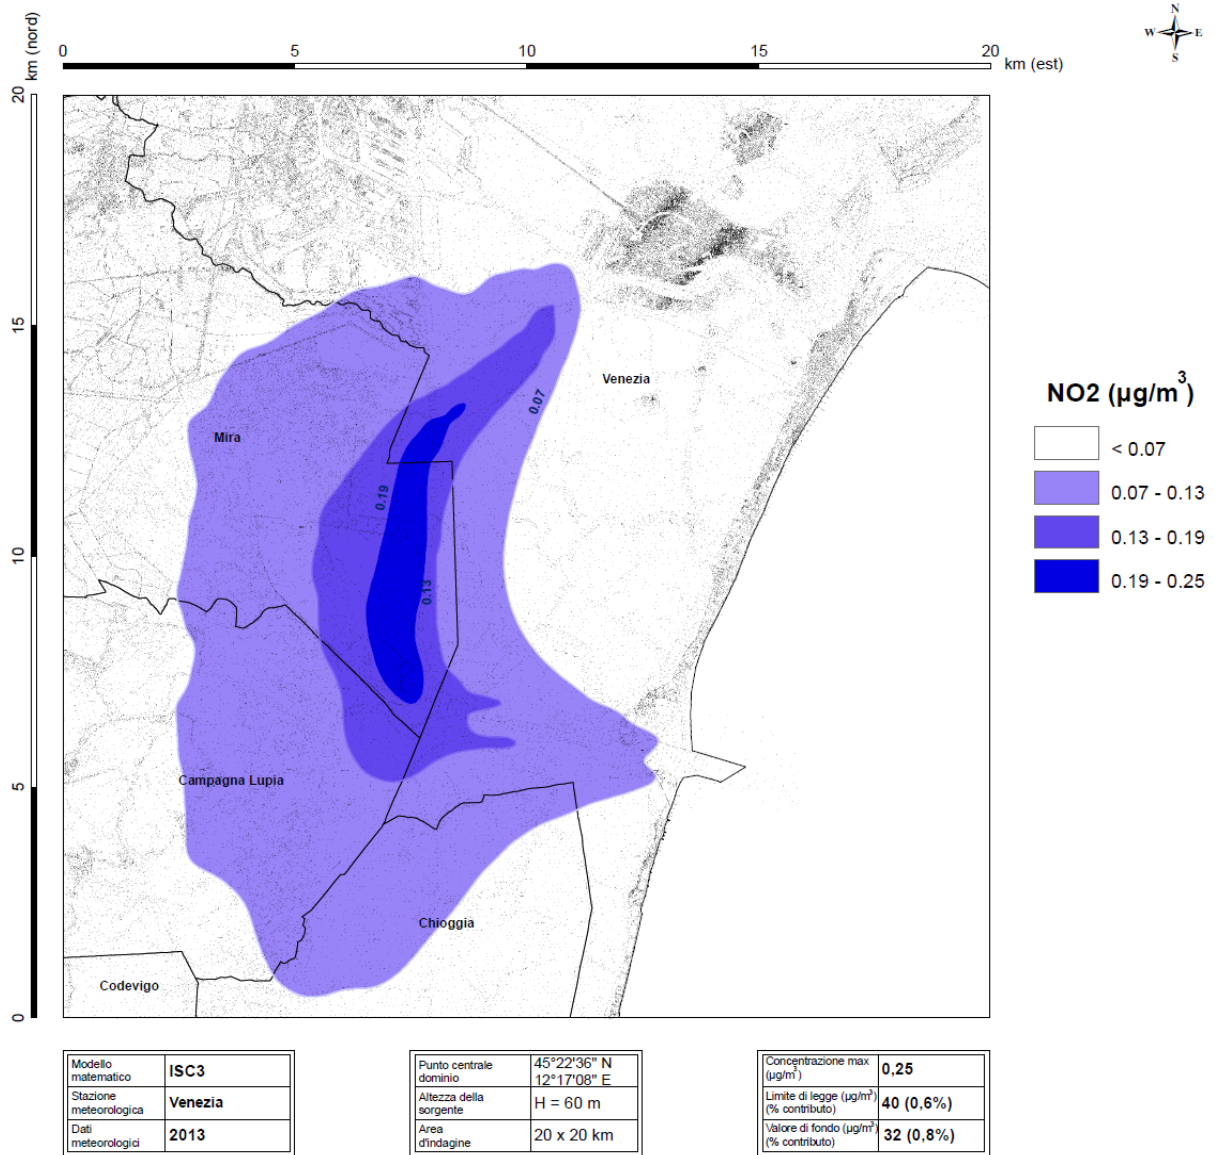 N
W E
S
km (nord)
0 5 10 15 20
km (est)
20
15
10
5
0
Venezia
Mira
Campagna Lupia
Chioggia
Codevigo
0.07
0.19
0.13
NO2 (µg/m³)
< 0.07
0.07 - 0.13
0.13 - 0.19
0.19 - 0.25
Modello
matematico
ISC3
Stazione
meteorologica
Venezia
Dati
meteorologici
2013
Punto centrale
dominio
45°22'36" N
12°17'08" E
Altezza della
sorgente
H = 60 m
Area
d'indagine
20 x 20 km
Concentrazione max
(µg/m³)
0,25
Limite di legge (µg/m³)
(% contributo)
40 (0,6%)
Valore di fondo (µg/m³)
(% contributo)
32 (0,8%)